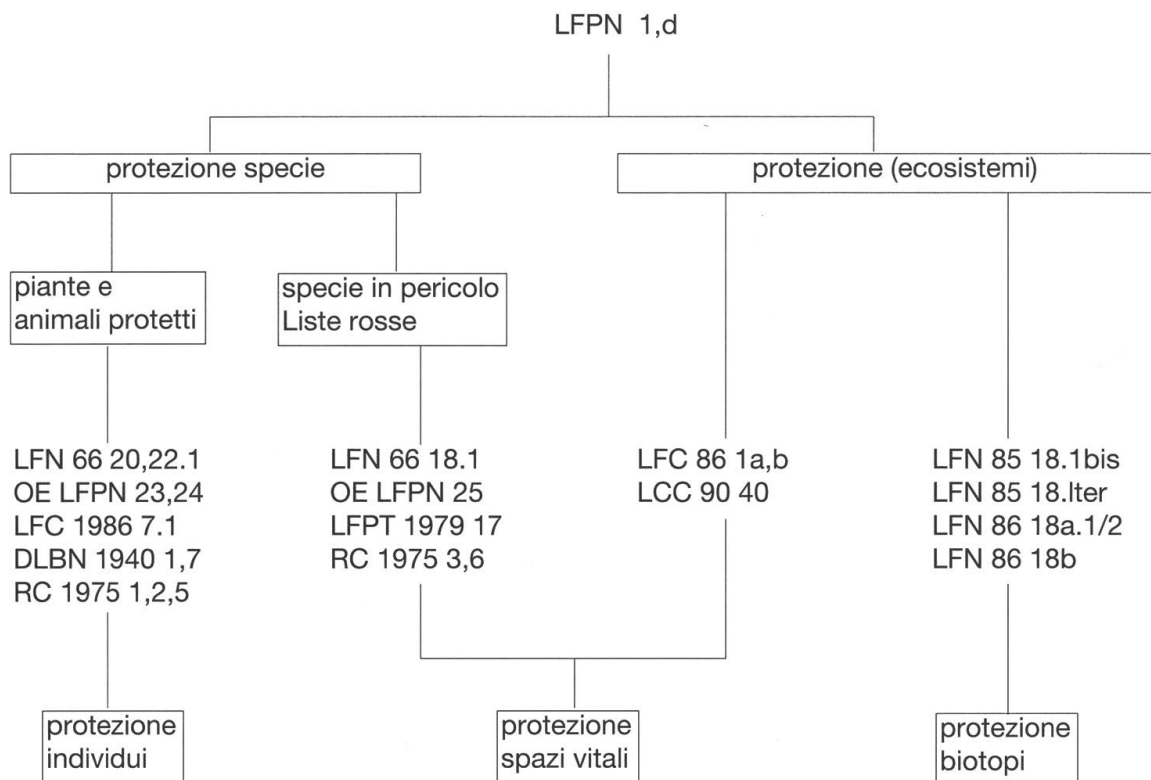 LFPN 1,d
protezione specie
protezione (ecosistemi)
piante e
animali protetti
specie in pericolo
Liste rosse
LFN 66 20,22.1
OE LFPN 23,24
LFC 1986 7.1
DLBN 1940 1,7
RC 1975 1,2,5
LFN 66 18.1
OE LFPN 25
LFPT 1979 17
RC 1975 3,6
LFC 86 1a,b
LCC 90 40
LFN 85 18.1bis
LFN 85 18.lter
LFN 86 18a.1/2
LFN 86 18b
protezione
individui
protezione
spazi vitali
protezione
biotopi